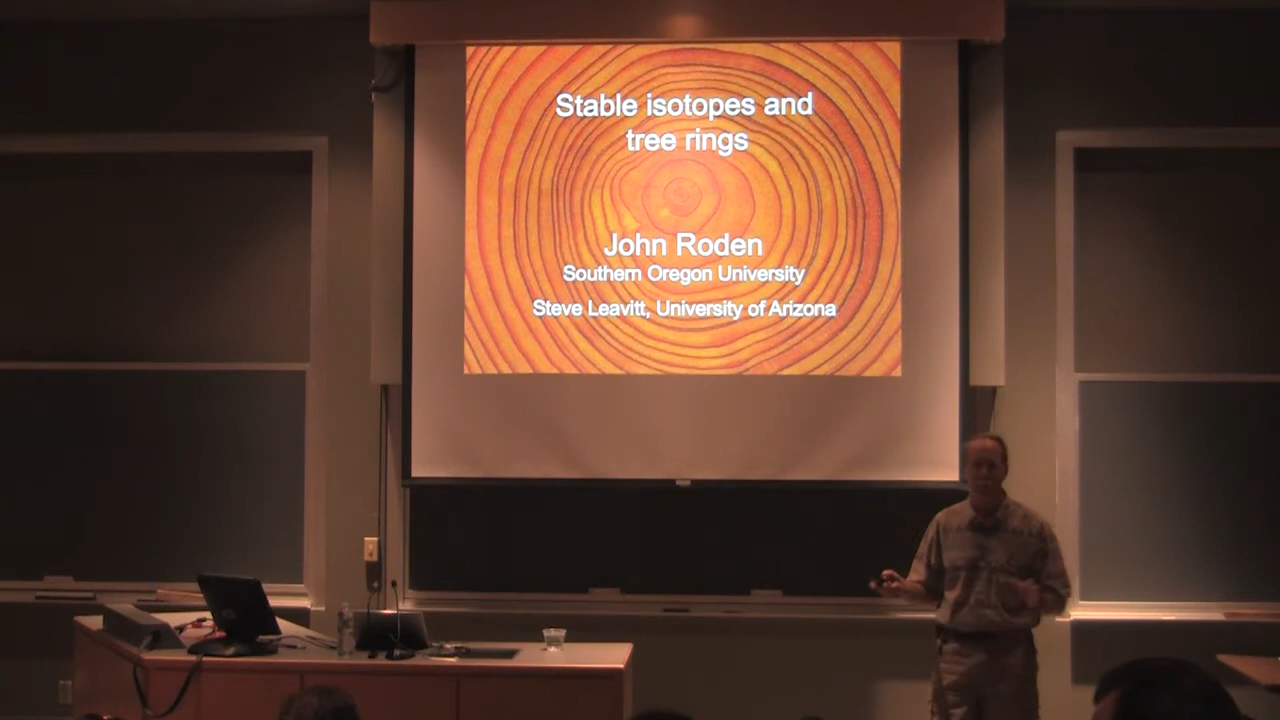 Stable isotopes and
tree rings
John Roden
Southern Oregon University
Steve Leavitt, University of Arizona